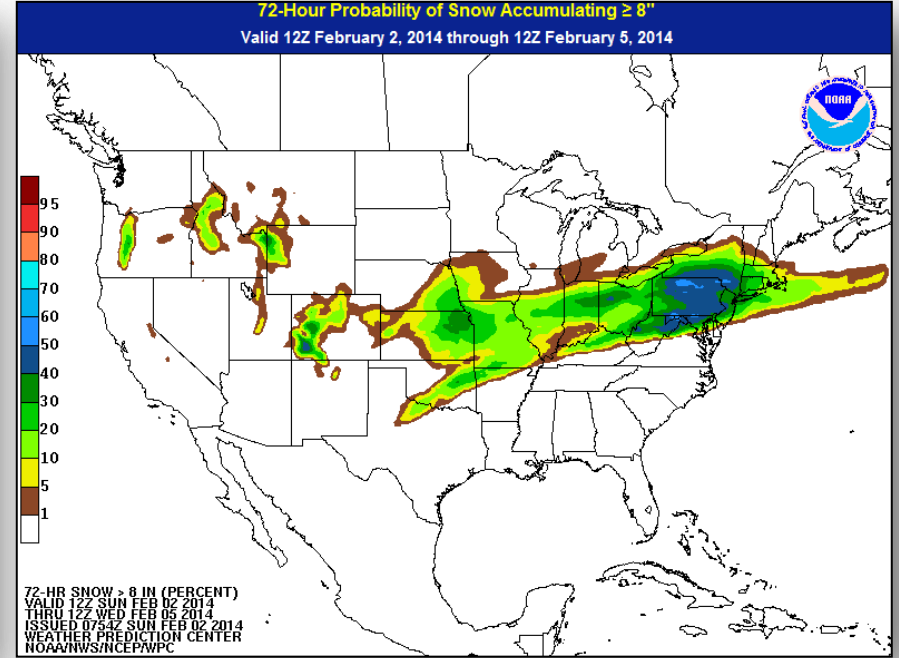 72-Hour Probability of Snow Accumulating ≥ 8"
Valid 12Z February 2, 2014 through 12Z February 5, 2014
NOAA
95
90
80
70
60
50
40
30
20
10
5
1
72-HR SNOW > 8 IN (PERCENT)
VALID 12Z SUN FEB 02 2014
THRU 12Z WED FEB 05 2014
ISSUED 0754Z SUN FEB 02 2014
WEATHER PREDICTION CENTER
NOAA/NWS/NCEP/WPC